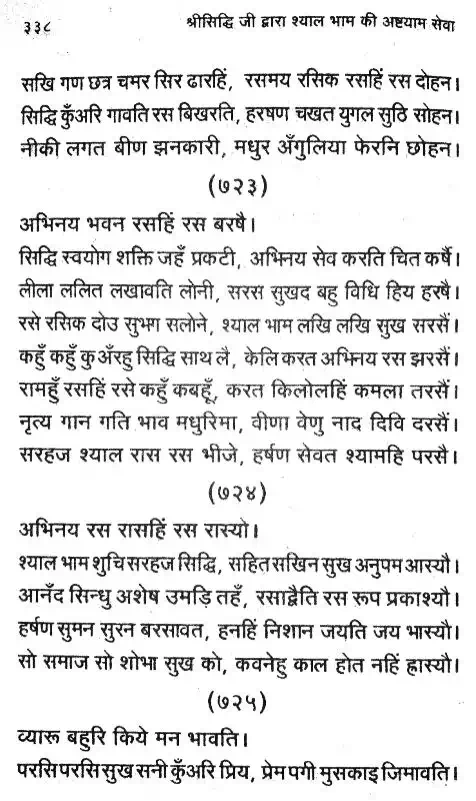 ३३८
श्रीसिद्धि जी द्वारा श्याल भाम की अष्टयाम सेवा
सखि गण छत्र चमर सिर ढारहिं, रसमय रसिक रसहिं रस दोहन।
सिद्धि कुँअरि गावति रस बिखरति, हरषण चखत युगल सुठि सोहन।
नीकी लगत बीण झनकारी, मधुर अँगुलिया फेरनि छोहन।
(७२३)
अभिनय भवन रसहिं रस बरषै।
सिद्धि स्वयोग शक्ति जहँ प्रकटी, अभिनय सेव करति चित कर्षै।
लीला ललित लखावति लोनी, सरस सुखद बहु विधि हिय हरषै।
रसे रसिक दोउ सुभग सलोने, श्याल भाम लखि लखि सुख सरसैं।
कहुँ कहुँ कुअँरहु सिद्धि साथ लै, केलि करत अभिनय रस झरसैं।
रामहुँ रसहिं रसे कहुँ कबहूँ, करत किलोलहिं कमला तरसैं।
नृत्य गान गति भाव मधुरिमा, वीणा वेणु नाद दिवि दरसैं।
सरहज श्याल रास रस भीजे, हर्षण सेवत श्यामहि परसै।
(७२४)
अभिनय रस रासहिं रस रास्यो।
श्याल भाम शुचि सरहज सिद्धि, सहित सखिन सुख अनुपम आस्यौ।
आनँद सिन्धु अशेष उमड़ि तहँ, रसाद्वैति रस रूप प्रकाश्यौ।
हर्षण सुमन सुरन बरसावत, हनहिं निशान जयति जय भास्यौ।
सो समाज सो शोभा सुख को, कवनेहु काल होत नहिं ह्रास्यौ।
(७२५)
व्यारू बहुरि किये मन भावति।
परसि परसि सुख सनी कुँअरि प्रिय, प्रेम पगी मुसकाइ जिमावति।